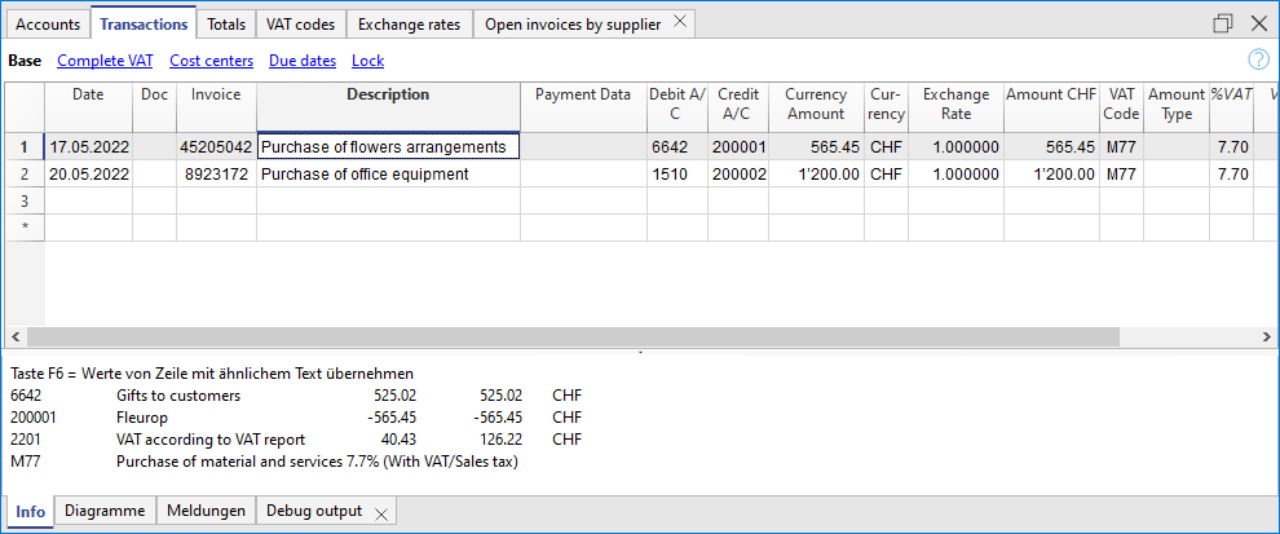 Accounts Transactions Totals VAT codes Exchange rates Open invoices by supplier
Base Complete VAT Cost centers Due dates Lock
Date Doc Invoice Description Payment Data Debit A/C Credit A/C Currency Amount Cur-rency Exchange Rate Amount CHF VAT Code Amount Type %VAT V
1 17.05.2022 45205042 Purchase of flowers arrangements 6642 200001 565.45 CHF 1.000000 565.45 M77 7.70
2 20.05.2022 8923172 Purchase of office equipment 1510 200002 1'200.00 CHF 1.000000 1'200.00 M77 7.70
3
*
Taste F6 = Werte von Zeile mit ähnlichem Text übernehmen
6642 Gifts to customers 525.02 525.02 CHF
200001 Fleurop -565.45 -565.45 CHF
2201 VAT according to VAT report 40.43 126.22 CHF
M77 Purchase of material and services 7.7% (With VAT/Sales tax)
Info Diagramme Meldungen Debug output